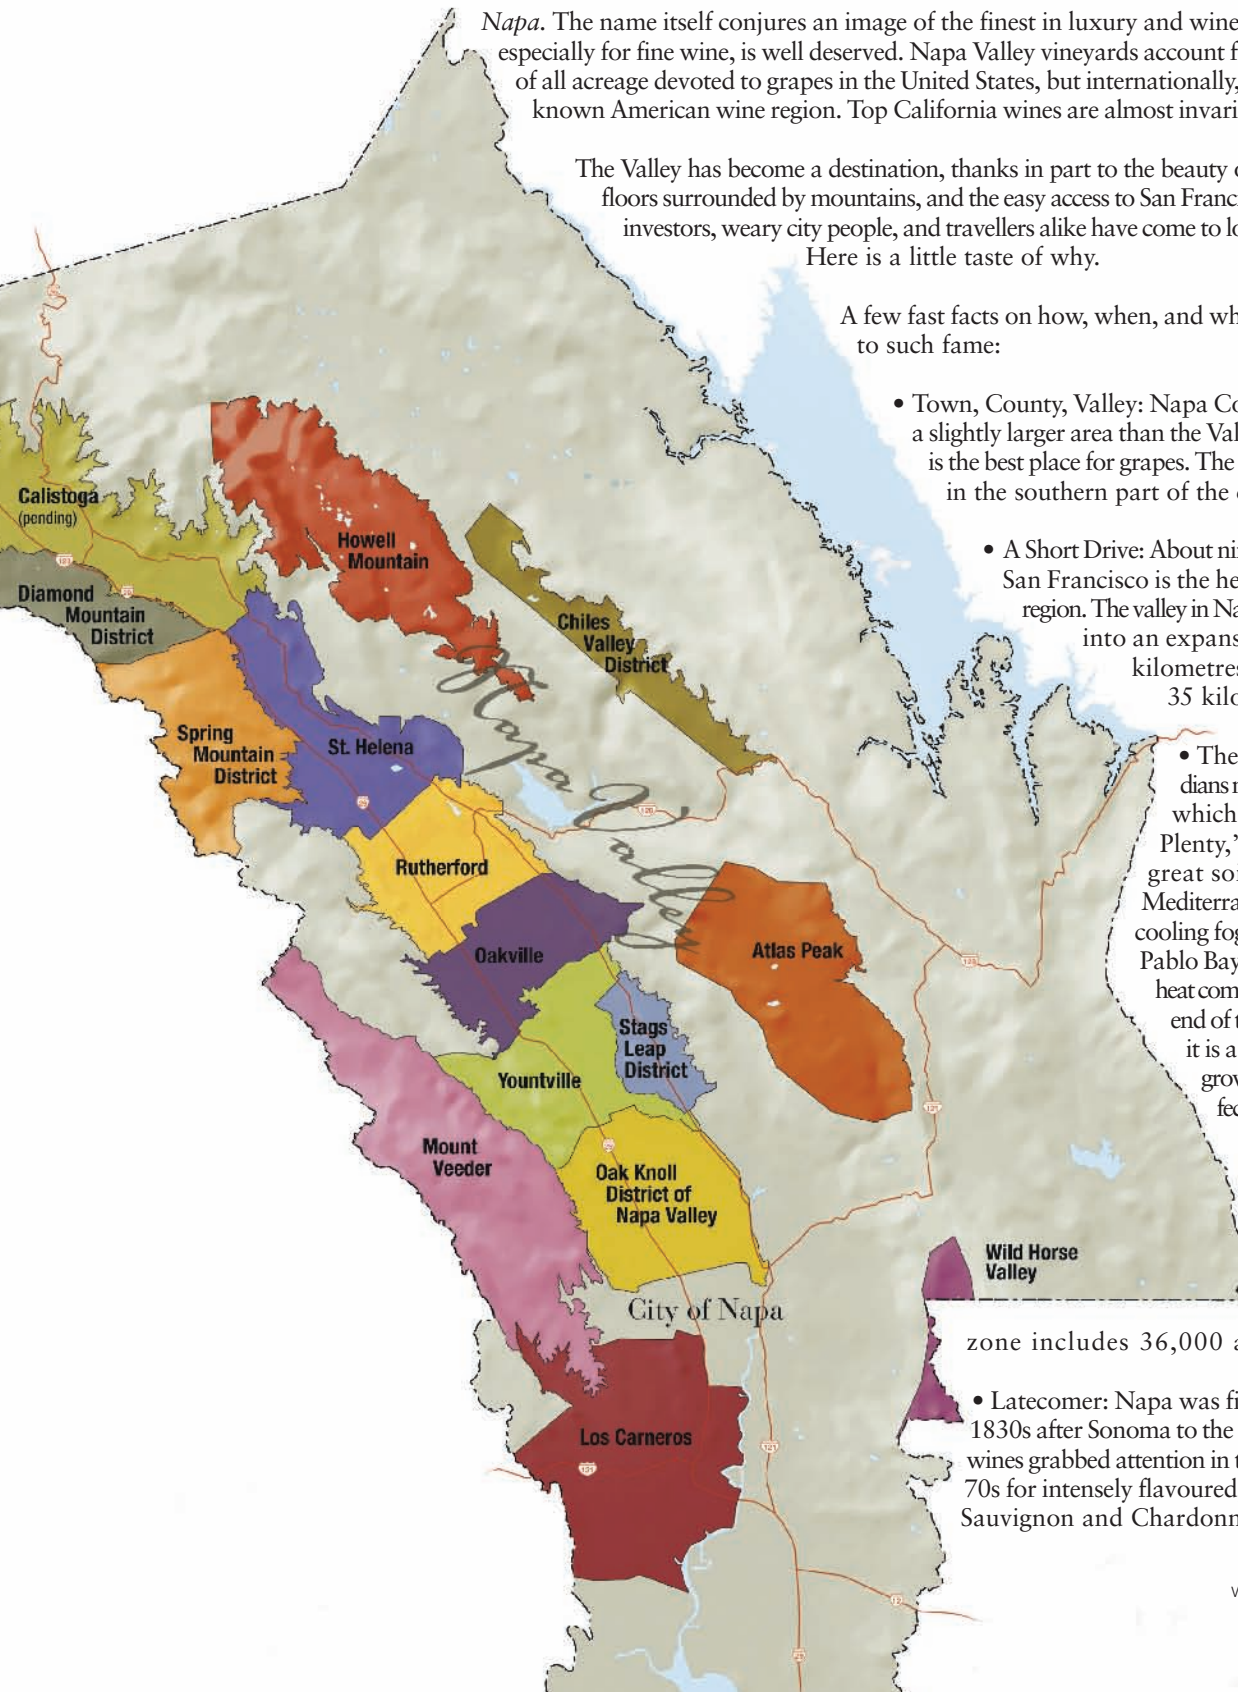 Napa. The name itself conjures an image of the finest in luxury and wine
especially for fine wine, is well deserved. Napa Valley vineyards account f
of all acreage devoted to grapes in the United States, but internationally,
known American wine region. Top California wines are almost invari
The Valley has become a destination, thanks in part to the beauty o
floors surrounded by mountains, and the easy access to San Franci
investors, weary city people, and travellers alike have come to lo
Here is a little taste of why.
A few fast facts on how, when, and wh
to such fame:
• Town, County, Valley: Napa Co
a slightly larger area than the Val
is the best place for grapes. The
in the southern part of the
• A Short Drive: About nin
San Francisco is the he
region. The valley in Na
into an expans
kilometres
35 kilo
• The
dians
which
Plenty,'
great so
Mediterra
cooling fog
Pablo Bay
heat com
end of t
it is a
grov
fec
zone includes 36,000 a
• Latecomer: Napa was fi
1830s after Sonoma to the
wines grabbed attention in t
70s for intensely flavoured
Sauvignon and Chardonn
Calistoga
(pending)
Diamond
Mountain
District
Howell
Mountain
Chiles
Valley
District
Spring
Mountain
District
St. Helena
Napa Valley
Rutherford
Oakville
Atlas Peak
Stags
Leap
District
Yountville
Mount
Veeder
Oak Knoll
District of
Napa Valley
Wild Horse
Valley
City of Napa
Los Carneros
29
128
121
121
121
12
29